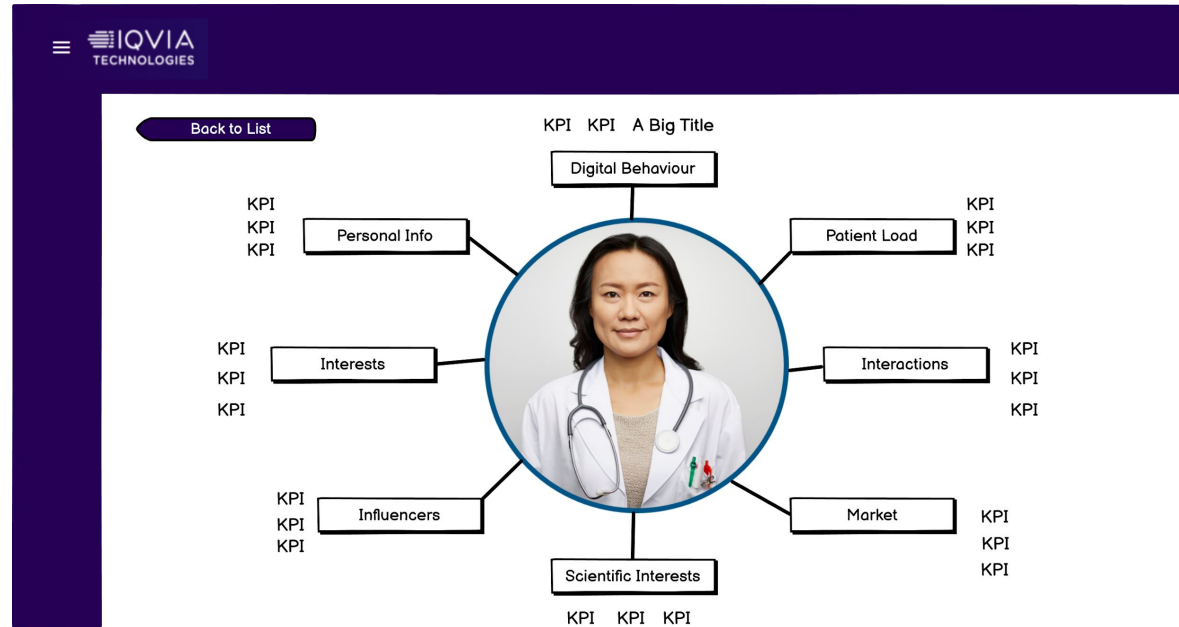 IQVIA
TECHNOLOGIES
Back to List
KPI KPI A Big Title
Digital Behaviour
KPI
KPI
KPI
Personal Info
Patient Load
KPI
KPI
KPI
KPI
KPI
KPI
Interests
Interactions
KPI
KPI
KPI
KPI
KPI
KPI
Influencers
Market
KPI
KPI
KPI
Scientific Interests
KPI KPI KPI